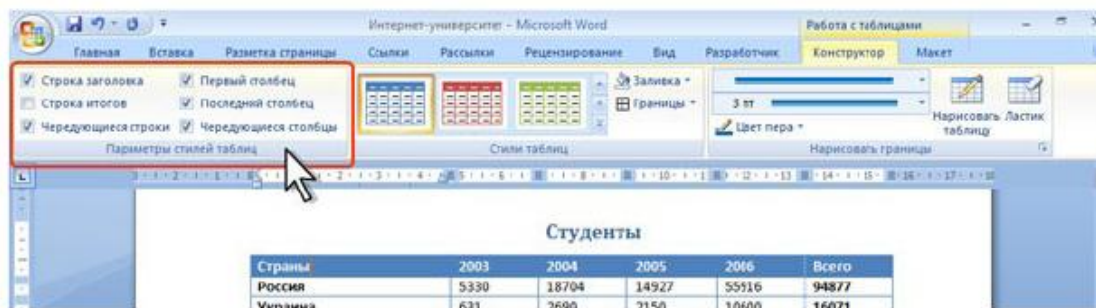 Интернет-университет - Microsoft Word
Работа с таблицами
Главная Вставка Разметка страницы Ссылки Рассылки Рецензирование Вид Разработчик Конструктор Макет
Строка заголовка Первый столбец
Строка итогов Последний столбец
Чередующиеся строки Чередующиеся столбцы
Параметры стилей таблиц
Заливка
Границы
Стили таблиц
3 пт
Цвет пера
Нарисовать таблицу
Ластик
Нарисовать границы
Студенты
Страны 2003 2004 2005 2006 Всего
Россия 5330 18704 14927 55916 94877
Украина 631 2690 2150 10600 16071